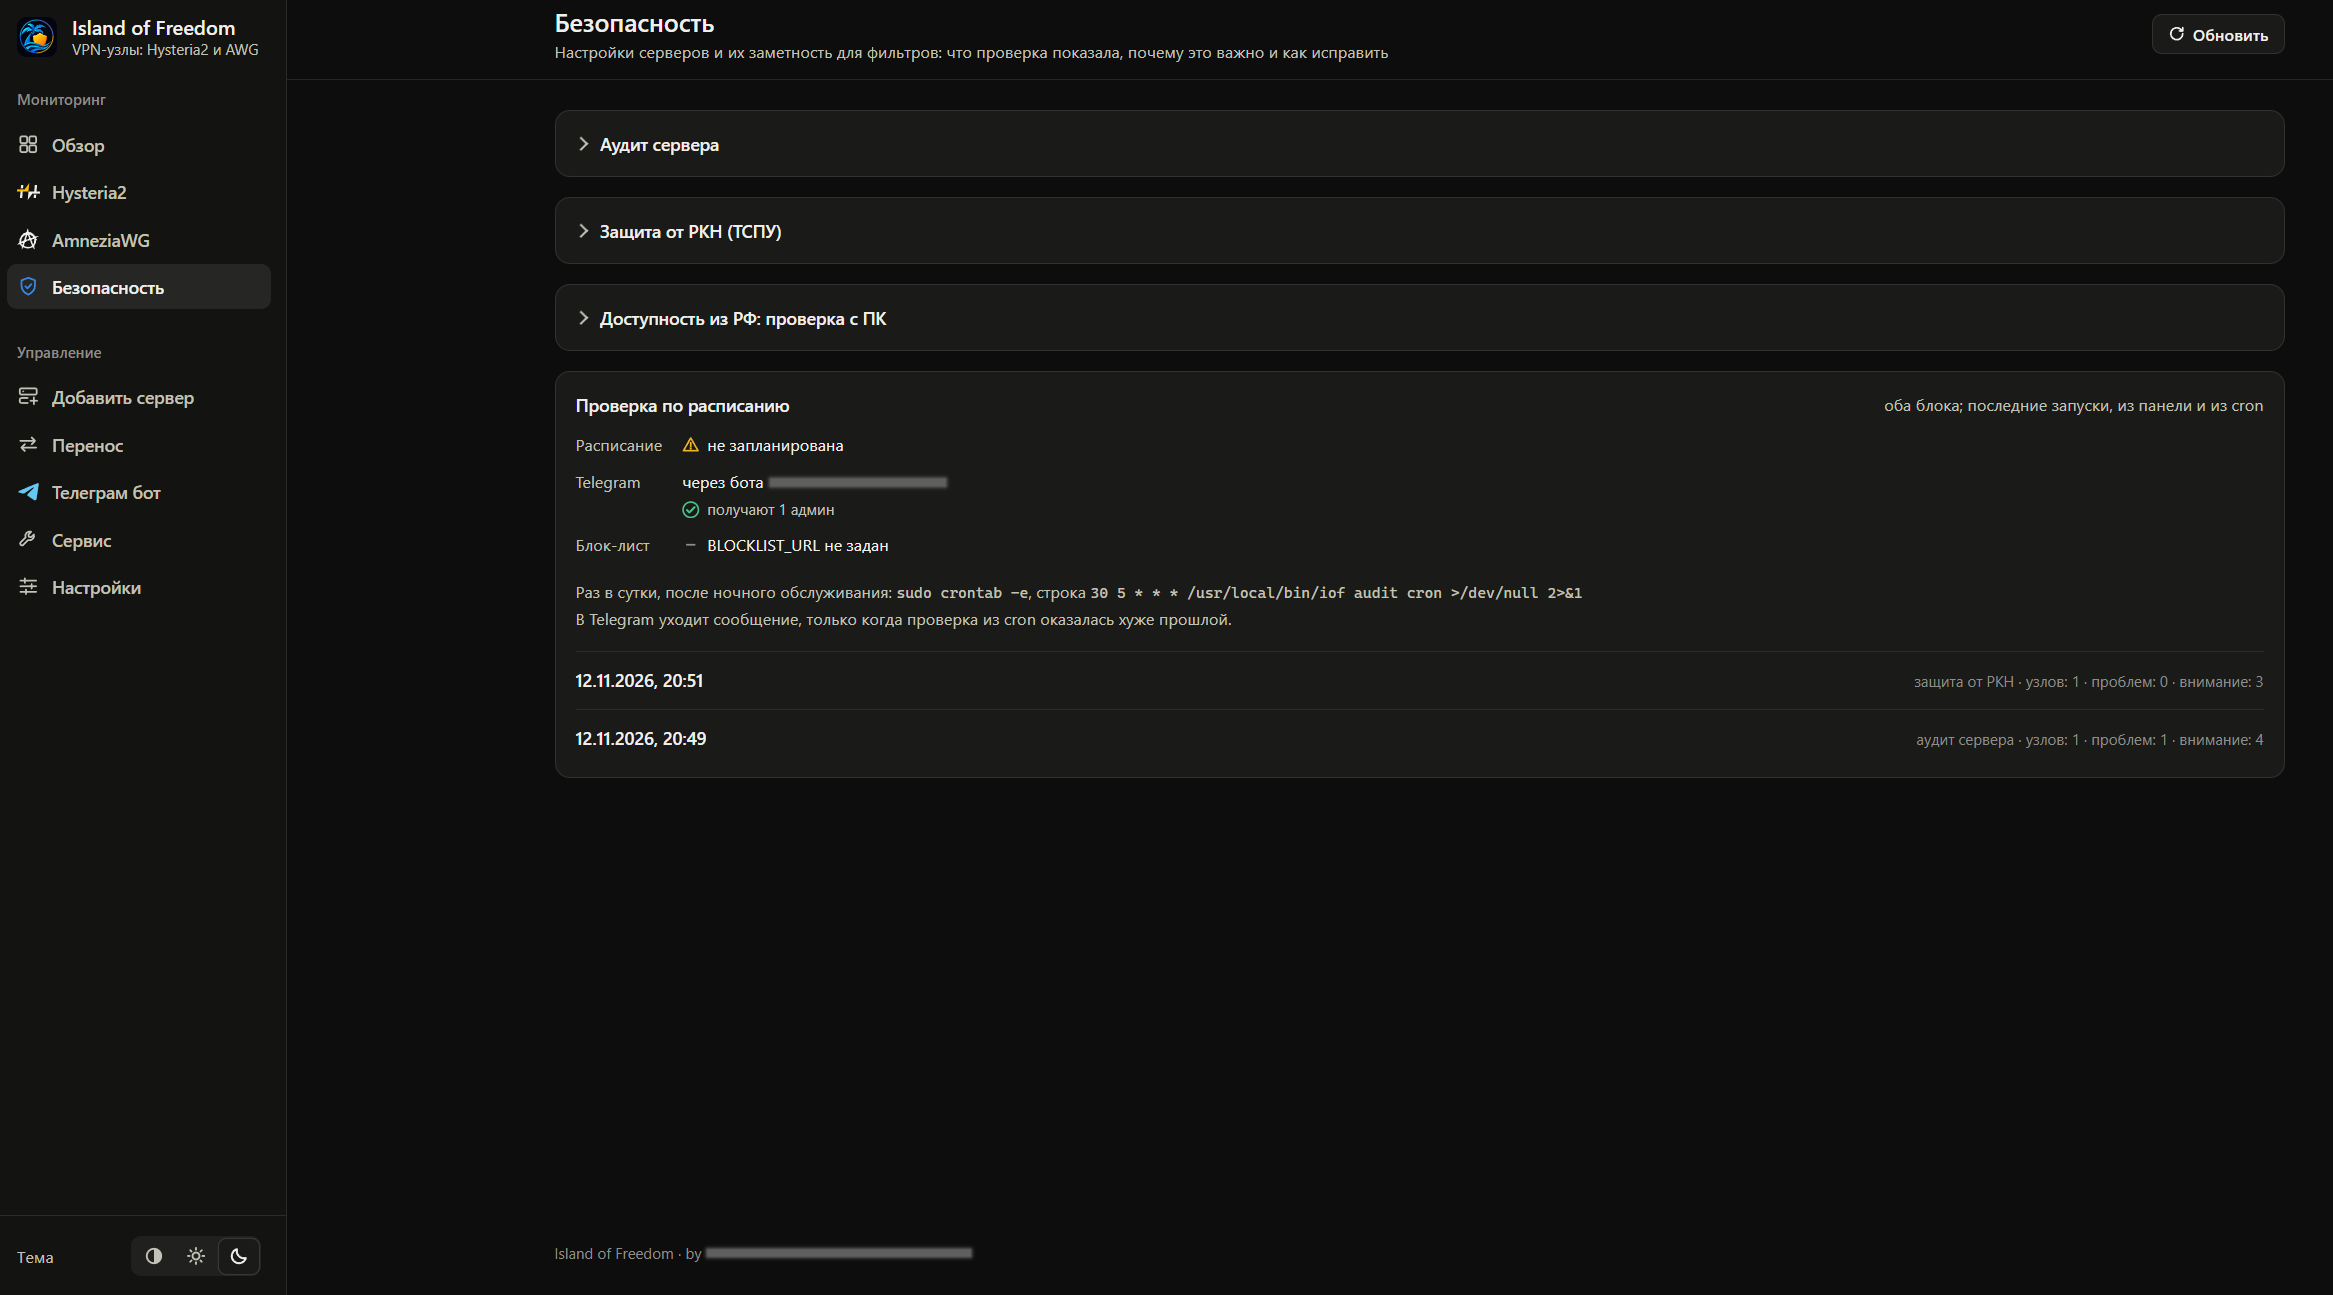 Island of Freedom
VPN-узлы: Hysteria2 и AWG
Мониторинг
Обзор
Hysteria2
AmneziaWG
Безопасность
Управление
Добавить сервер
Перенос
Телеграм бот
Сервис
Настройки
Тема
Безопасность
Настройки серверов и их заметность для фильтров: что проверка показала, почему это важно и как исправить
Обновить
Аудит сервера
Защита от РКН (ТСПУ)
Доступность из РФ: проверка с ПК
Проверка по расписанию
оба блока; последние запуски, из панели и из cron
Расписание не запланирована
Telegram через бота
получают 1 админ
Блок-лист – BLOCKLIST_URL не задан
Раз в сутки, после ночного обслуживания: sudo crontab -e, строка 30 5 * * * /usr/local/bin/iof audit cron >/dev/null 2>&1
В Telegram уходит сообщение, только когда проверка из cron оказалась хуже прошлой.
12.11.2026, 20:51
защита от РКН · узлов: 1 · проблем: 0 · внимание: 3
12.11.2026, 20:49
аудит сервера · узлов: 1 · проблем: 1 · внимание: 4
Island of Freedom · by